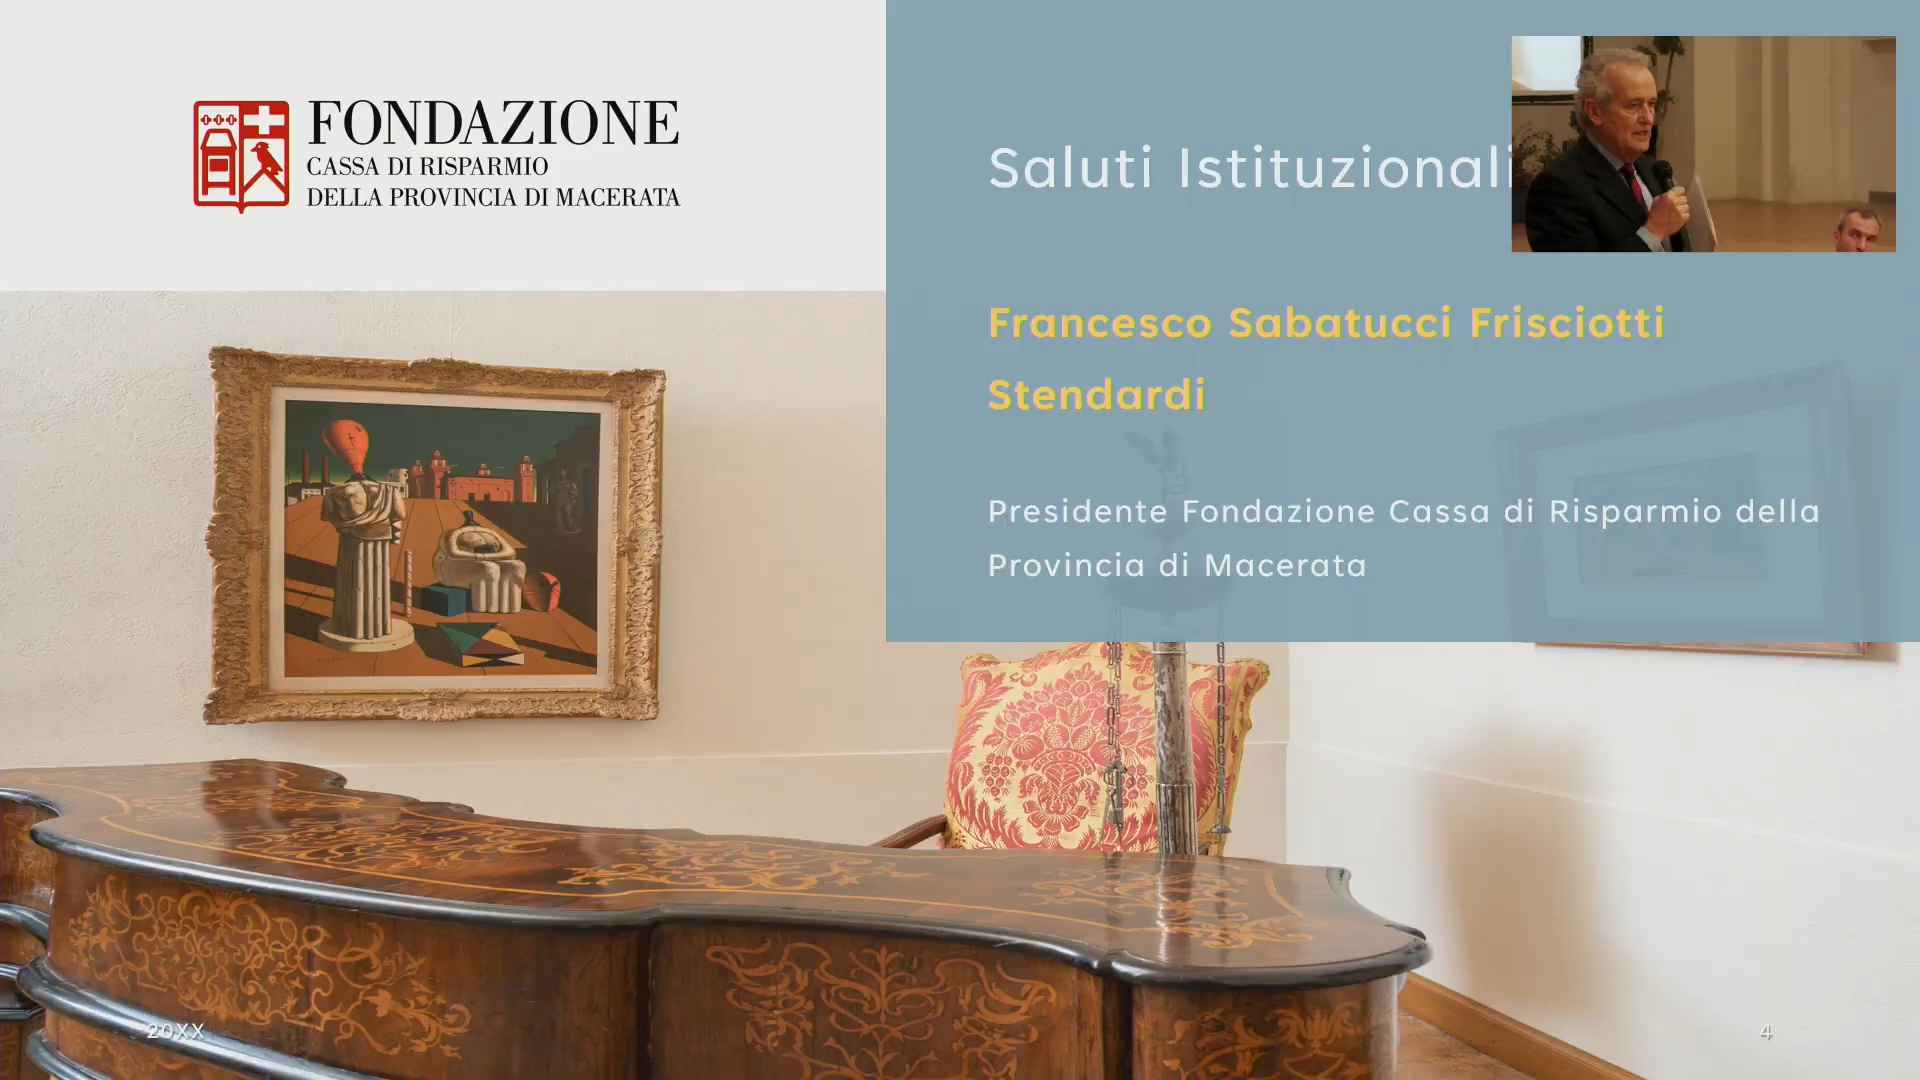 FONDAZIONE
CASSA DI RISPARMIO
DELLA PROVINCIA DI MACERATA
Saluti Istituzionali
Francesco Sabatucci Frisciotti
Stendardi
Presidente Fondazione Cassa di Risparmio della
Provincia di Macerata
20XX
4